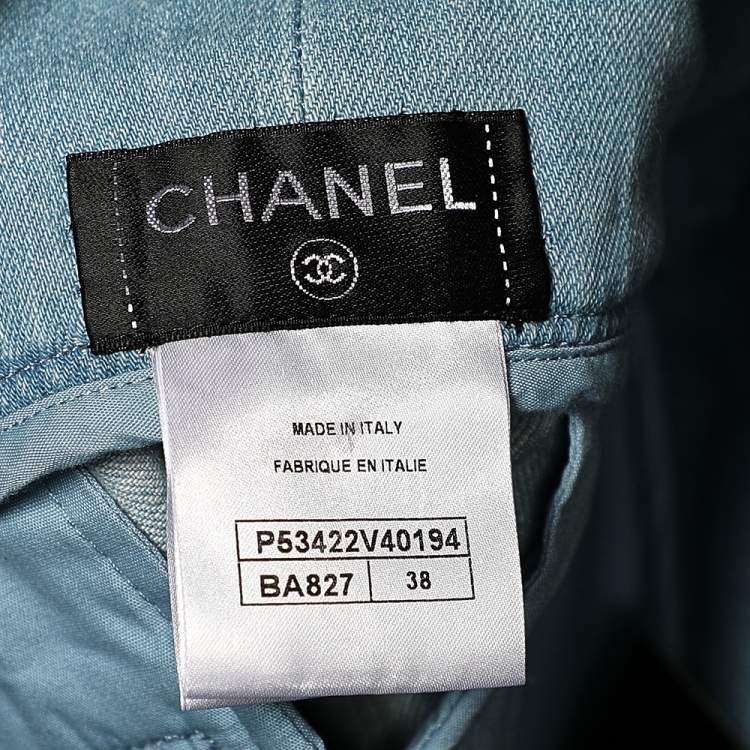 CHANEL
MADE IN ITALY
FABRIQUE EN ITALIE
P53422V40194
BA827 38